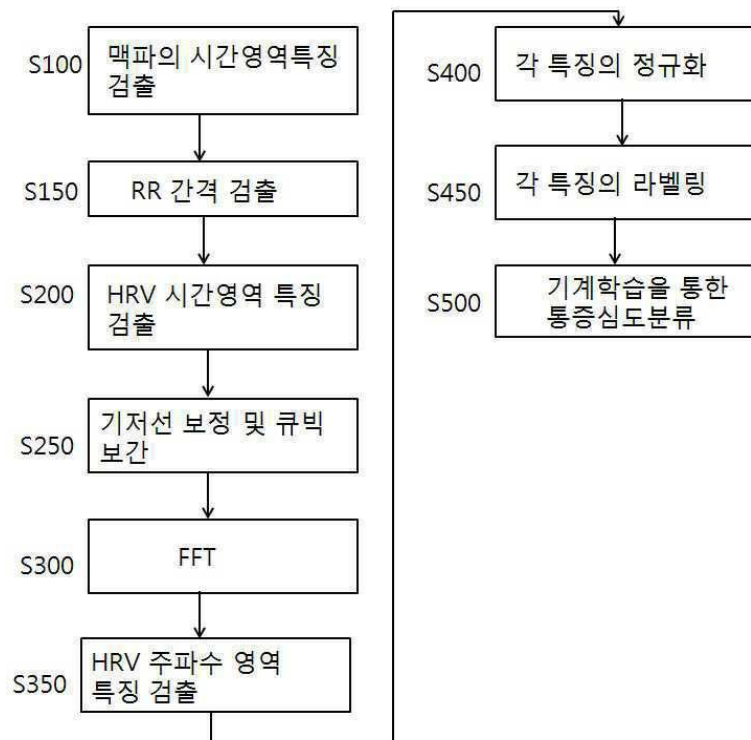 S100
맥파의 시간영역특징
검출
S150
RR 간격 검출
S200
HRV 시간영역 특징
검출
S250
기저선 보정 및 큐빅
보간
S300
FFT
S350
HRV 주파수 영역
특징 검출
S400
각 특징의 정규화
S450
각 특징의 라벨링
S500
기계학습을 통한
통증심도분류